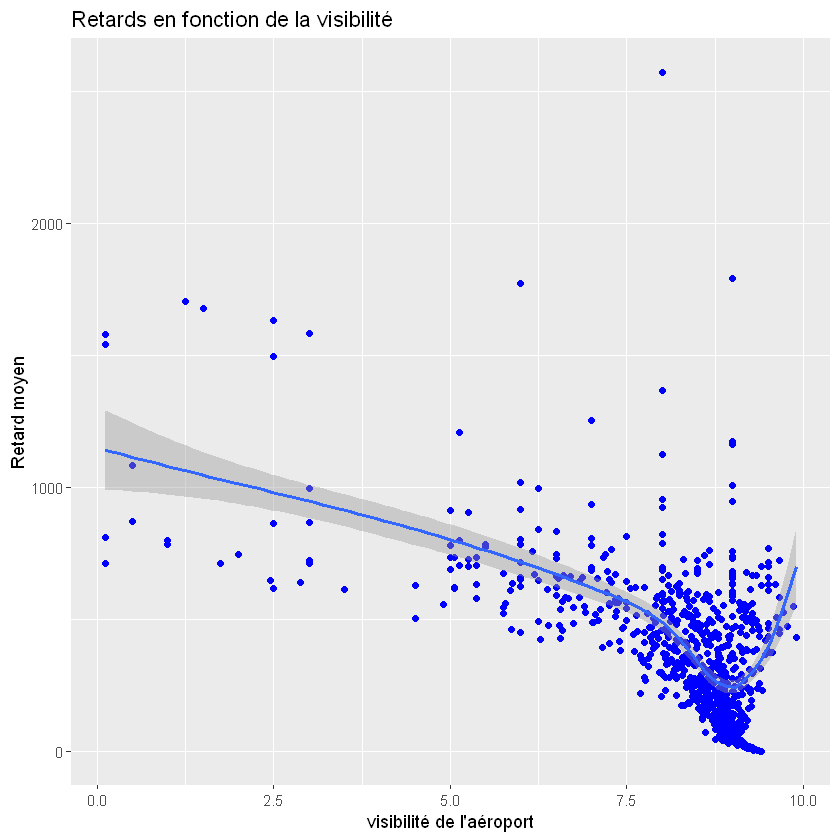 Retards en fonction de la visibilité
Retard moyen
2000
1000
0
0.0 2.5 5.0 7.5 10.0
visibilité de l'aéroport